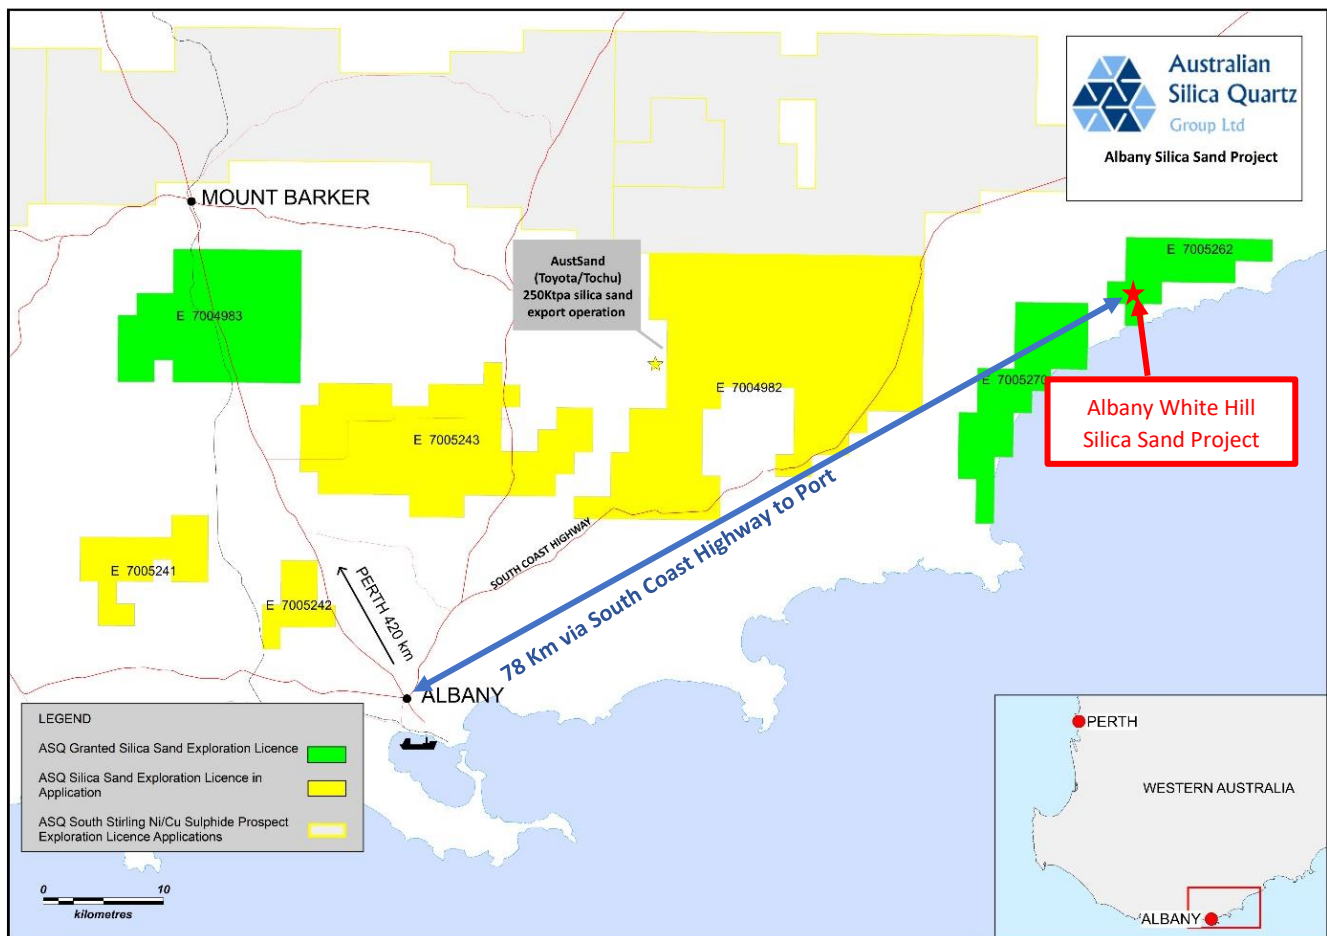 Australian
Silica Quartz
Group Ltd
Albany Silica Sand Project
MOUNT BARKER
E 7005262
AustSand
(Toyota/Tochu)
250Ktpa silica sand
export operation
E 7004983
E 7005270
E 7004982
Albany White Hill
Silica Sand Project
E 7005243
78 Km via South Coast Highway to Port
SOUTH COAST HIGHWAY
E 7005241
E 7005242
PERTH 420 km
ALBANY
LEGEND
ASQ Granted Silica Sand Exploration Licence
ASQ Silica Sand Exploration Licence in
Application
ASQ South Stirling Ni/Cu Sulphide Prospect
Exploration Licence Applications
0 10
kilometres
PERTH
WESTERN AUSTRALIA
ALBANY